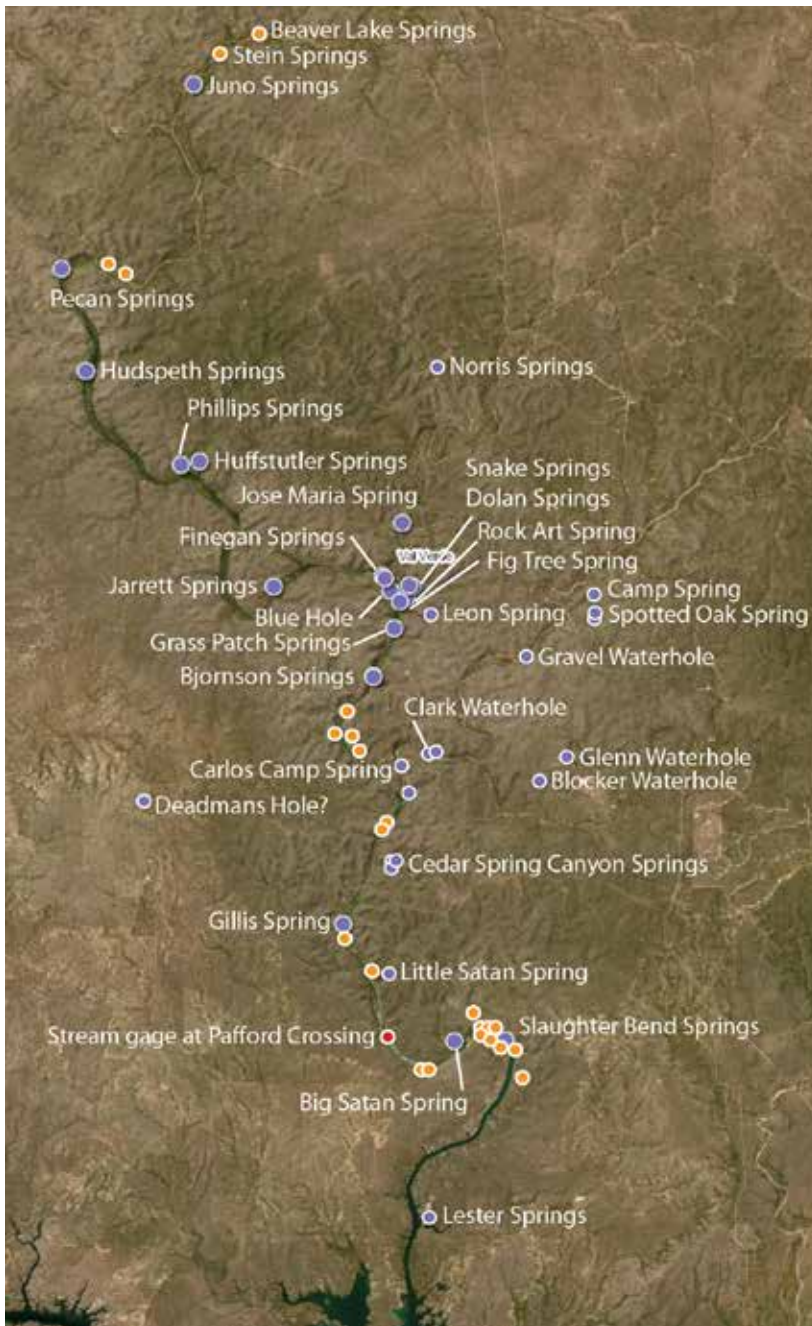 Beaver Lake Springs
Stein Springs
Juno Springs
Pecan Springs
Norris Springs
Hudspeth Springs
Phillips Springs
Huffstutler Springs
Snake Springs
Jose Maria Spring
Dolan Springs
Rock Art Spring
Finegan Springs
Val Verde
Fig Tree Spring
Jarrett Springs
Camp Spring
Blue Hole
Leon Spring
Spotted Oak Spring
Grass Patch Springs
Gravel Waterhole
Bjornson Springs
Clark Waterhole
Glenn Waterhole
Carlos Camp Spring
Blocker Waterhole
Deadmans Hole?
Cedar Spring Canyon Springs
Gillis Spring
Little Satan Spring
Slaughter Bend Springs
Stream gage at Pafford Crossing
Big Satan Spring
Lester Springs